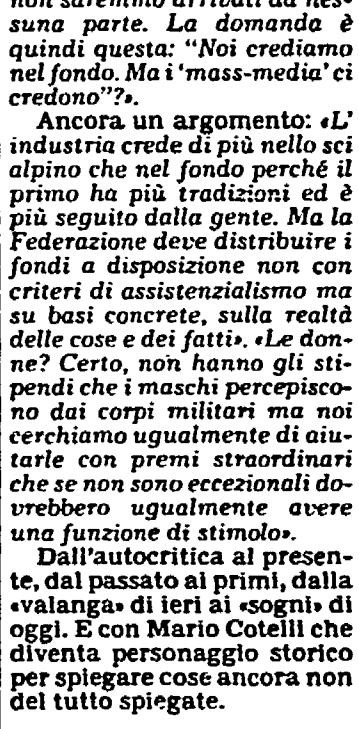 non saremmo arrivati da nes-
suna parte. La domanda è
quindi questa: "Noi crediamo
nel fondo. Ma i 'mass-media' ci
credono"?».
Ancora un argomento: «L'
industria crede di più nello sci
alpino che nel fondo perché il
primo ha più tradizioni ed è
più seguito dalla gente. Ma la
Federazione deve distribuire i
fondi a disposizione non con
criteri di assistenzialismo ma
su basi concrete, sulla realtà
delle cose e dei fatti». «Le don-
ne? Certo, non hanno gli sti-
pendi che i maschi percepisco-
no dai corpi militari ma noi
cerchiamo ugualmente di aiu-
tarle con premi straordinari
che se non sono eccezionali do-
vrebbero ugualmente avere
una funzione di stimolo».
Dall'autocritica al presen-
te, dal passato ai primi, dalla
«valanga» di ieri ai «sogni» di
oggi. E con Mario Cotelli che
diventa personaggio storico
per spiegare cose ancora non
del tutto spiegate.